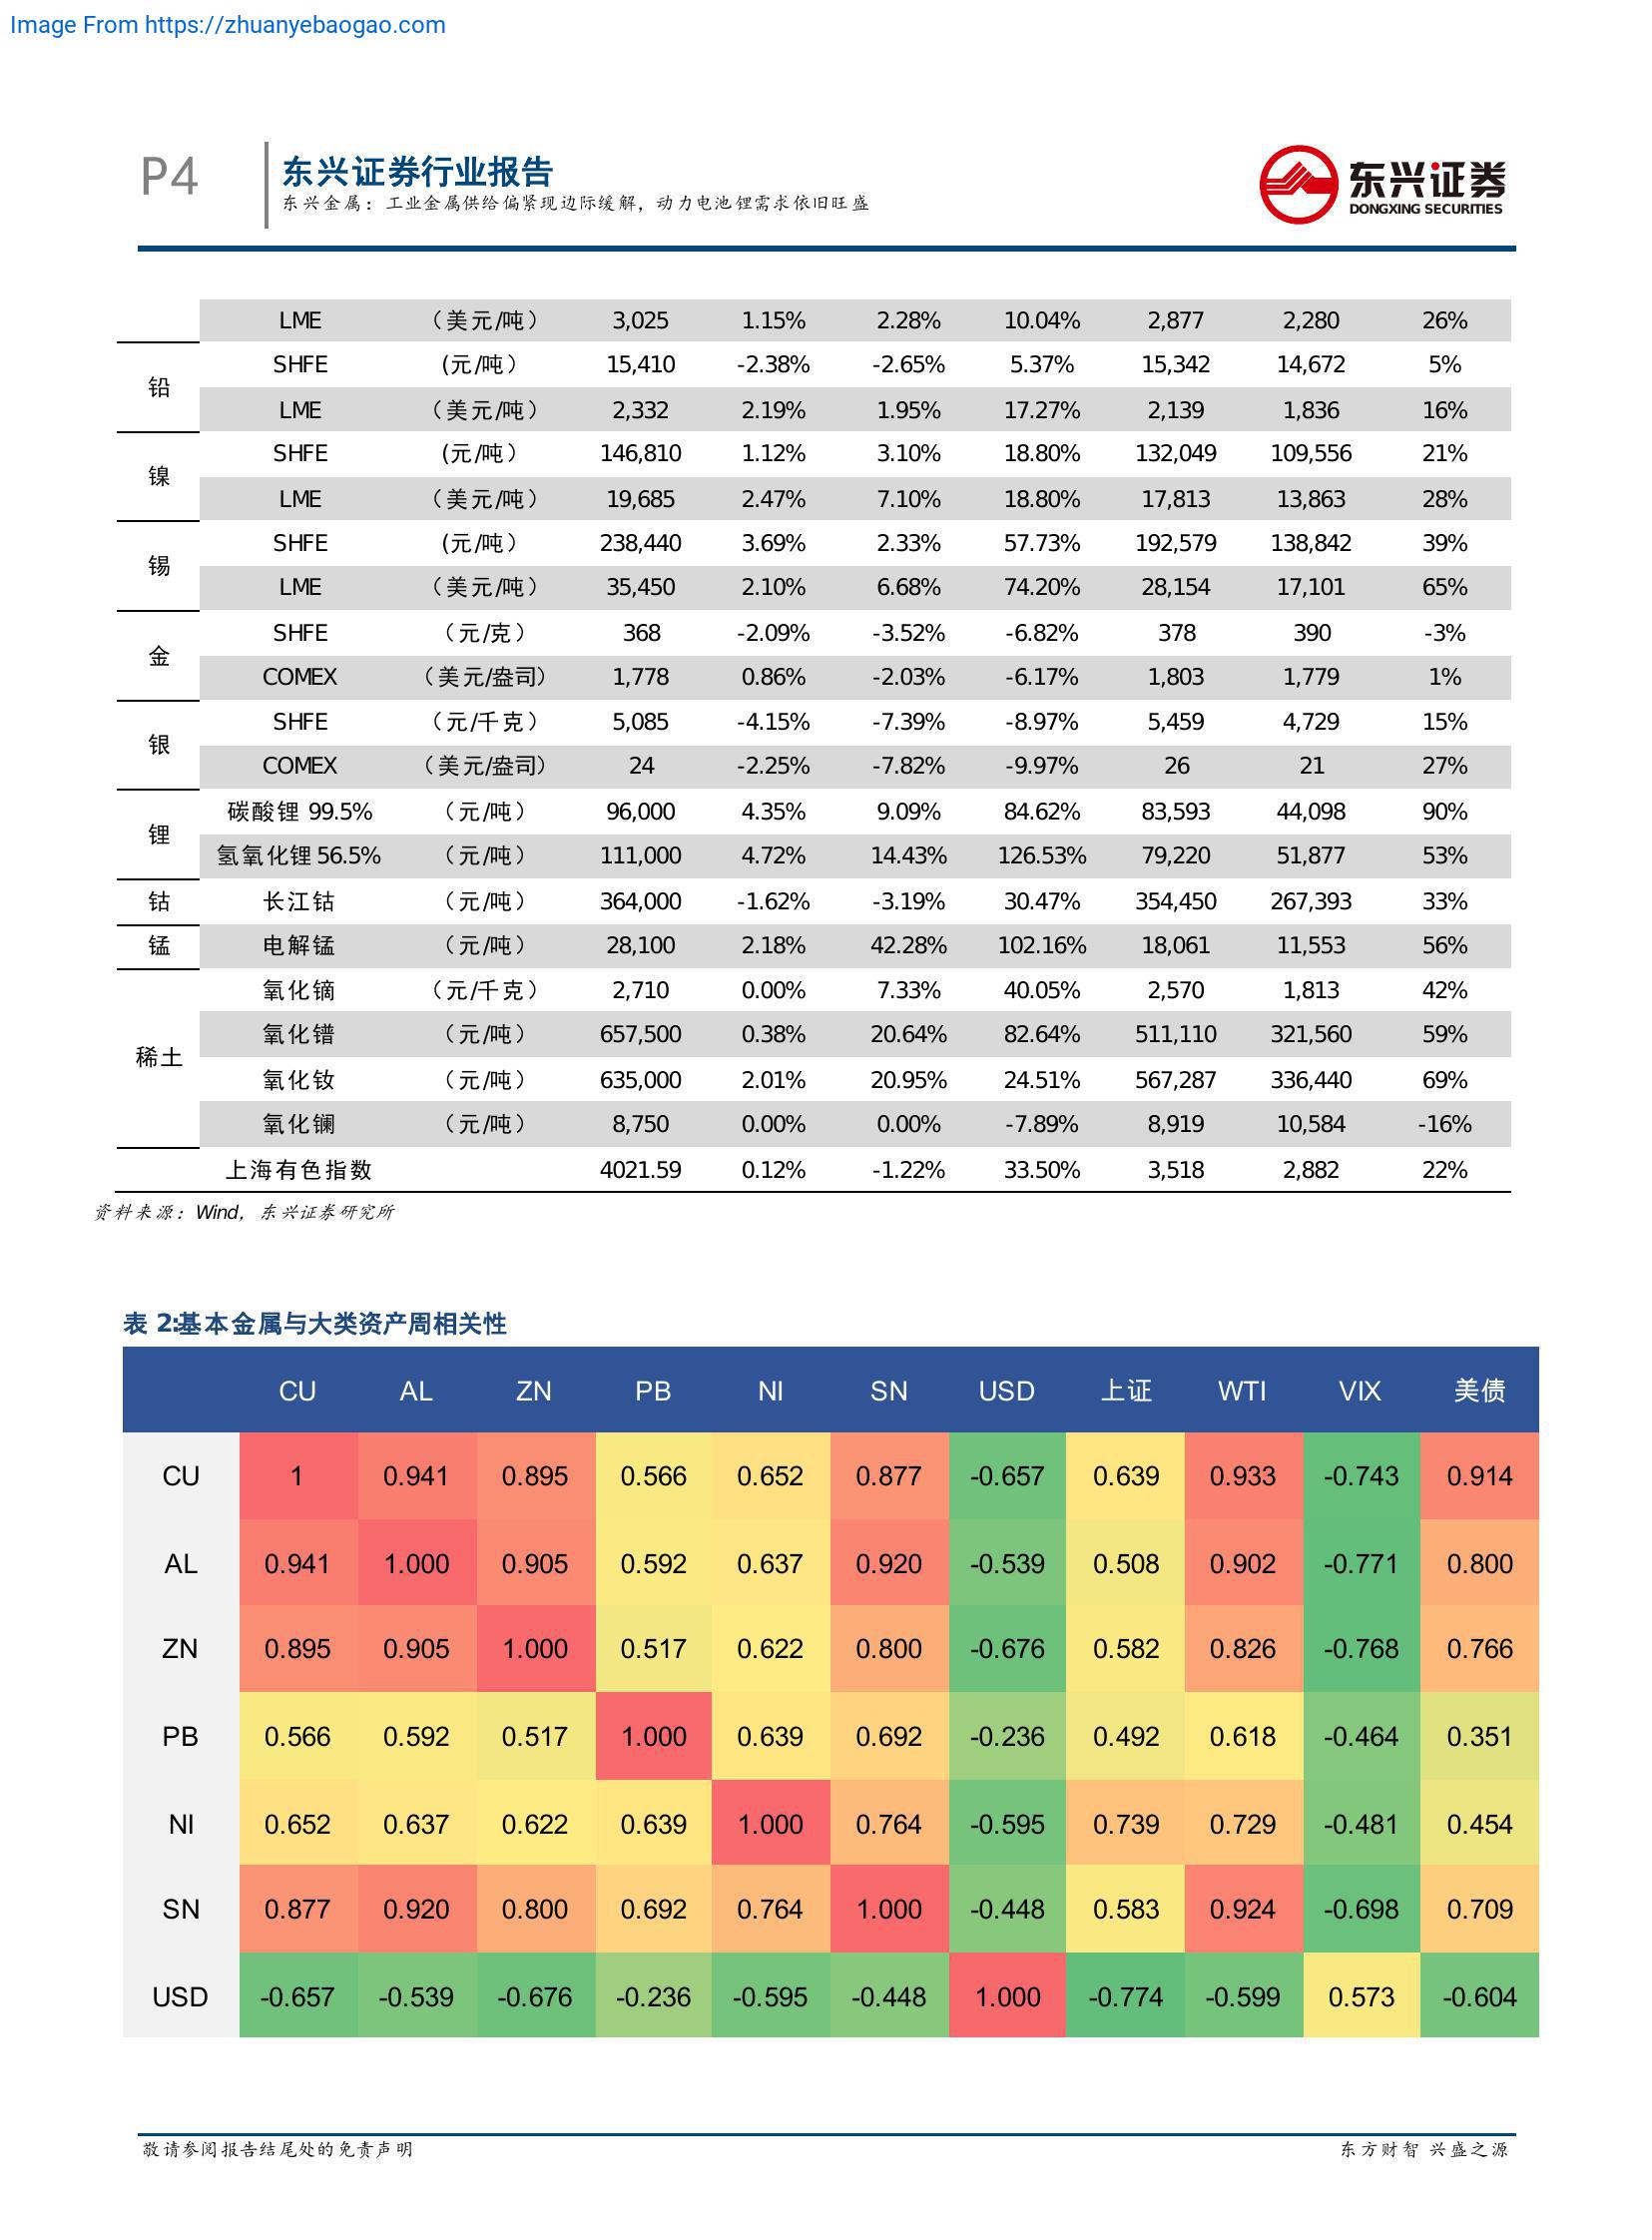 Image From https://zhuanyebaogao.com
P4
东兴证券行业报告
东兴金属：工业金属供给偏紧现边际缓解，动力电池锂需求依旧旺盛
东兴证券
DONGXING SECURITIES
LME （美元/吨） 3,025 1.15% 2.28% 10.04% 2,877 2,280 26%
铅 SHFE (元/吨） 15,410 -2.38% -2.65% 5.37% 15,342 14,672 5%
LME （美元/吨） 2,332 2.19% 1.95% 17.27% 2,139 1,836 16%
镍 SHFE (元/吨） 146,810 1.12% 3.10% 18.80% 132,049 109,556 21%
LME （美元/吨） 19,685 2.47% 7.10% 18.80% 17,813 13,863 28%
锡 SHFE (元/吨） 238,440 3.69% 2.33% 57.73% 192,579 138,842 39%
LME （美元/吨） 35,450 2.10% 6.68% 74.20% 28,154 17,101 65%
金 SHFE （元/克） 368 -2.09% -3.52% -6.82% 378 390 -3%
COMEX （美元/盎司） 1,778 0.86% -2.03% -6.17% 1,803 1,779 1%
银 SHFE （元/千克） 5,085 -4.15% -7.39% -8.97% 5,459 4,729 15%
COMEX （美元/盎司） 24 -2.25% -7.82% -9.97% 26 21 27%
锂 碳酸锂 99.5% （元/吨） 96,000 4.35% 9.09% 84.62% 83,593 44,098 90%
氢氧化锂 56.5% （元/吨） 111,000 4.72% 14.43% 126.53% 79,220 51,877 53%
钴 长江钴 （元/吨） 364,000 -1.62% -3.19% 30.47% 354,450 267,393 33%
锰 电解锰 （元/吨） 28,100 2.18% 42.28% 102.16% 18,061 11,553 56%
稀土 氧化镝 （元/千克） 2,710 0.00% 7.33% 40.05% 2,570 1,813 42%
氧化镨 （元/吨） 657,500 0.38% 20.64% 82.64% 511,110 321,560 59%
氧化钕 （元/吨） 635,000 2.01% 20.95% 24.51% 567,287 336,440 69%
氧化镧 （元/吨） 8,750 0.00% 0.00% -7.89% 8,919 10,584 -16%
上海有色指数 4021.59 0.12% -1.22% 33.50% 3,518 2,882 22%
资料来源：Wind，东兴证券研究所
表 2:基本金属与大类资产周相关性
CU AL ZN PB NI SN USD 上证 WTI VIX 美债
CU 1 0.941 0.895 0.566 0.652 0.877 -0.657 0.639 0.933 -0.743 0.914
AL 0.941 1.000 0.905 0.592 0.637 0.920 -0.539 0.508 0.902 -0.771 0.800
ZN 0.895 0.905 1.000 0.517 0.622 0.800 -0.676 0.582 0.826 -0.768 0.766
PB 0.566 0.592 0.517 1.000 0.639 0.692 -0.236 0.492 0.618 -0.464 0.351
NI 0.652 0.637 0.622 0.639 1.000 0.764 -0.595 0.739 0.729 -0.481 0.454
SN 0.877 0.920 0.800 0.692 0.764 1.000 -0.448 0.583 0.924 -0.698 0.709
USD -0.657 -0.539 -0.676 -0.236 -0.595 -0.448 1.000 -0.774 -0.599 0.573 -0.604
敬请参阅报告结尾处的免责声明
东方财智 兴盛之源